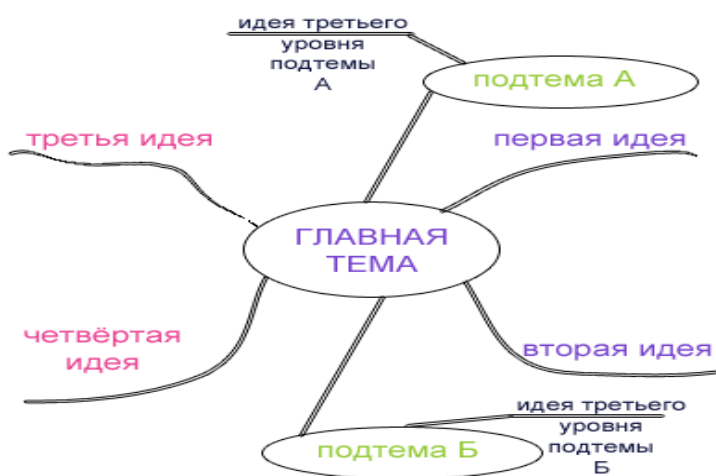 идея третьего
уровня
подтемы
А
подтема А
третья идея
первая идея
ГЛАВНАЯ
ТЕМА
четвёртая
идея
вторая идея
идея третьего
уровня
подтемы
Б
подтема Б